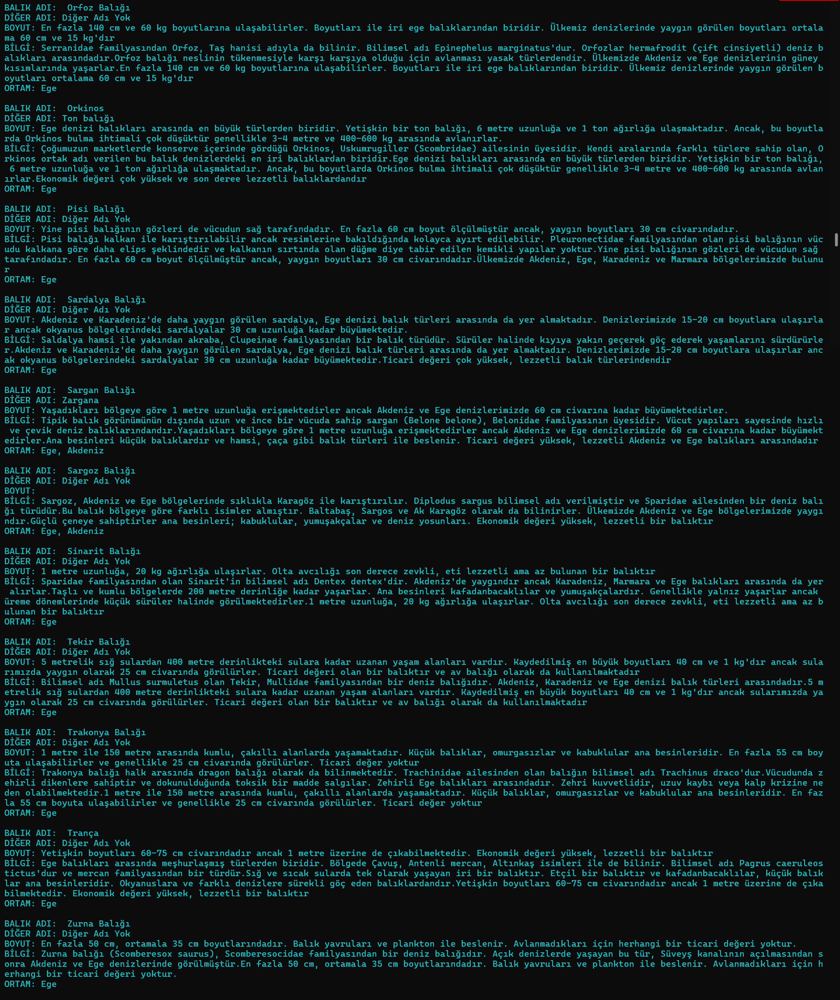 BALIK ADI:  Orfoz Balığı
DİĞER ADI: Diğer Adı Yok
BOYUT: En fazla 140 cm ve 60 kg boyutlarına ulaşabilirler. Boyutları ile iri ege balıklarından biridir. Ülkemiz denizlerinde yaygın görülen boyutları ortala
ma 60 cm ve 15 kg'dır
BİLGİ: Serranidae familyasından Orfoz, Taş hanisi adıyla da bilinir. Bilimsel adı Epinephelus marginatus'dur. Orfozlar hermafrodit (çift cinsiyetli) deniz b
alıkları arasındadır.Orfoz balığı neslinin tükenmesiyle karşı karşıya olduğu için avlanması yasak türlerdendir. Ülkemizde Akdeniz ve Ege denizlerinin güney
kısımlarında yaşarlar.En fazla 140 cm ve 60 kg boyutlarına ulaşabilirler. Boyutları ile iri ege balıklarından biridir. Ülkemiz denizlerinde yaygın görülen b
oyutları ortalama 60 cm ve 15 kg'dır
ORTAM: Ege

BALIK ADI:  Orkinos
DİĞER ADI: Ton balığı
BOYUT: Ege denizi balıkları arasında en büyük türlerden biridir. Yetişkin bir ton balığı, 6 metre uzunluğa ve 1 ton ağırlığa ulaşmaktadır. Ancak, bu boyutla
rda Orkinos bulma ihtimali çok düşüktür genellikle 3-4 metre ve 400-600 kg arasında avlanırlar.
BİLGİ: Çoğumuzun marketlerde konserve içerinde gördüğü Orkinos, Uskumrugiller (Scombridae) ailesinin üyesidir. Kendi aralarında farklı türlere sahip olan, O
rkinos ortak adı verilen bu balık denizlerdeki en iri balıklardan biridir.Ege denizi balıkları arasında en büyük türlerden biridir. Yetişkin bir ton balığı,
 6 metre uzunluğa ve 1 ton ağırlığa ulaşmaktadır. Ancak, bu boyutlarda Orkinos bulma ihtimali çok düşüktür genellikle 3-4 metre ve 400-600 kg arasında avlan
ırlar.Ekonomik değeri çok yüksek ve son deree lezzetli balıklardandır
ORTAM: Ege

BALIK ADI:  Pisi Balığı
DİĞER ADI: Diğer Adı Yok
BOYUT: Yine pisi balığının gözleri de vücudun sağ tarafındadır. En fazla 60 cm boyut ölçülmüştür ancak, yaygın boyutları 30 cm civarındadır.
BİLGİ: Pisi balığı kalkan ile karıştırılabilir ancak resimlerine bakıldığında kolayca ayırt edilebilir. Pleuronectidae familyasından olan pisi balığının vüc
udu kalkana göre daha elips şeklindedir ve kalkanın sırtında olan düğme diye tabir edilen kemikli yapılar yoktur.Yine pisi balığının gözleri de vücudun sağ
tarafındadır. En fazla 60 cm boyut ölçülmüştür ancak, yaygın boyutları 30 cm civarındadır.Ülkemizde Akdeniz, Ege, Karadeniz ve Marmara bölgelerimizde bulunu
r
ORTAM: Ege

BALIK ADI:  Sardalya Balığı
DİĞER ADI: Diğer Adı Yok
BOYUT: Akdeniz ve Karadeniz'de daha yaygın görülen sardalya, Ege denizi balık türleri arasında da yer almaktadır. Denizlerimizde 15-20 cm boyutlara ulaşırla
r ancak okyanus bölgelerindeki sardalyalar 30 cm uzunluğa kadar büyümektedir.
BİLGİ: Saldalya hamsi ile yakından akraba, Clupeinae familyasından bir balık türüdür. Sürüler halinde kıyıya yakın geçerek göç ederek yaşamlarını sürdürürle
r.Akdeniz ve Karadeniz'de daha yaygın görülen sardalya, Ege denizi balık türleri arasında da yer almaktadır. Denizlerimizde 15-20 cm boyutlara ulaşırlar anc
ak okyanus bölgelerindeki sardalyalar 30 cm uzunluğa kadar büyümektedir.Ticari değeri çok yüksek, lezzetli balık türlerindendir
ORTAM: Ege

BALIK ADI:  Sargan Balığı
DİĞER ADI: Zargana
BOYUT: Yaşadıkları bölgeye göre 1 metre uzunluğa erişmektedirler ancak Akdeniz ve Ege denizlerimizde 60 cm civarına kadar büyümektedirler.
BİLGİ: Tipik balık görünümünün dışında uzun ve ince bir vücuda sahip sargan (Belone belone), Belonidae familyasının üyesidir. Vücut yapıları sayesinde hızlı
 ve çevik deniz balıklarındandır.Yaşadıkları bölgeye göre 1 metre uzunluğa erişmektedirler ancak Akdeniz ve Ege denizlerimizde 60 cm civarına kadar büyümekt
edirler.Ana besinleri küçük balıklardır ve hamsi, çaça gibi balık türleri ile beslenir. Ticari değeri yüksek, lezzetli Akdeniz ve Ege balıkları arasındadır
ORTAM: Ege, Akdeniz

BALIK ADI:  Sargoz Balığı
DİĞER ADI: Diğer Adı Yok
BOYUT:
BİLGİ: Sargoz, Akdeniz ve Ege bölgelerinde sıklıkla Karagöz ile karıştırılır. Diplodus sargus bilimsel adı verilmiştir ve Sparidae ailesinden bir deniz balı
ğı türüdür.Bu balık bölgeye göre farklı isimler almıştır. Baltabaş, Sargos ve Ak Karagöz olarak da bilinirler. Ülkemizde Akdeniz ve Ege bölgelerimizde yaygı
ndır.Güçlü çeneye sahiptirler ana besinleri; kabuklular, yumuşakçalar ve deniz yosunları. Ekonomik değeri yüksek, lezzetli bir balıktır
ORTAM: Ege, Akdeniz

BALIK ADI:  Sinarit Balığı
DİĞER ADI: Diğer Adı Yok
BOYUT: 1 metre uzunluğa, 20 kg ağırlığa ulaşırlar. Olta avcılığı son derece zevkli, eti lezzetli ama az bulunan bir balıktır
BİLGİ: Sparidae familyasından olan Sinarit'in bilimsel adı Dentex dentex'dir. Akdeniz'de yaygındır ancak Karadeniz, Marmara ve Ege balıkları arasında da yer
 alırlar.Taşlı ve kumlu bölgelerde 200 metre derinliğe kadar yaşarlar. Ana besinleri kafadanbacaklılar ve yumuşakçalardır. Genellikle yalnız yaşarlar ancak
üreme dönemlerinde küçük sürüler halinde görülmektedirler.1 metre uzunluğa, 20 kg ağırlığa ulaşırlar. Olta avcılığı son derece zevkli, eti lezzetli ama az b
ulunan bir balıktır
ORTAM: Ege

BALIK ADI:  Tekir Balığı
DİĞER ADI: Diğer Adı Yok
BOYUT: 5 metrelik sığ sulardan 400 metre derinlikteki sulara kadar uzanan yaşam alanları vardır. Kaydedilmiş en büyük boyutları 40 cm ve 1 kg'dır ancak sula
rımızda yaygın olarak 25 cm civarında görülürler. Ticari değeri olan bir balıktır ve av balığı olarak da kullanılmaktadır
BİLGİ: Bilimsel adı Mullus surmuletus olan Tekir, Mullidae familyasından bir deniz balığıdır. Akdeniz, Karadeniz ve Ege denizi balık türleri arasındadır.5 m
etrelik sığ sulardan 400 metre derinlikteki sulara kadar uzanan yaşam alanları vardır. Kaydedilmiş en büyük boyutları 40 cm ve 1 kg'dır ancak sularımızda ya
ygın olarak 25 cm civarında görülürler. Ticari değeri olan bir balıktır ve av balığı olarak da kullanılmaktadır
ORTAM: Ege

BALIK ADI:  Trakonya Balığı
DİĞER ADI: Diğer Adı Yok
BOYUT: 1 metre ile 150 metre arasında kumlu, çakıllı alanlarda yaşamaktadır. Küçük balıklar, omurgasızlar ve kabuklular ana besinleridir. En fazla 55 cm boy
uta ulaşabilirler ve genellikle 25 cm civarında görülürler. Ticari değer yoktur
BİLGİ: Trakonya balığı halk arasında dragon balığı olarak da bilinmektedir. Trachinidae ailesinden olan balığın bilimsel adı Trachinus draco'dur.Vücudunda z
ehirli dikenlere sahiptir ve dokunulduğunda toksik bir madde salgılar. Zehirli Ege balıkları arasındadır. Zehri kuvvetlidir, uzuv kaybı veya kalp krizine ne
den olabilmektedir.1 metre ile 150 metre arasında kumlu, çakıllı alanlarda yaşamaktadır. Küçük balıklar, omurgasızlar ve kabuklular ana besinleridir. En faz
la 55 cm boyuta ulaşabilirler ve genellikle 25 cm civarında görülürler. Ticari değer yoktur
ORTAM: Ege

BALIK ADI:  Trança
DİĞER ADI: Diğer Adı Yok
BOYUT: Yetişkin boyutları 60-75 cm civarındadır ancak 1 metre üzerine de çıkabilmektedir. Ekonomik değeri yüksek, lezzetli bir balıktır
BİLGİ: Ege balıkları arasında meşhurlaşmış türlerden biridir. Bölgede Çavuş, Antenli mercan, Altınkaş isimleri ile de bilinir. Bilimsel adı Pagrus caeruleos
tictus'dur ve mercan familyasından bir türdür.Sığ ve sıcak sularda tek olarak yaşayan iri bir balıktır. Etçil bir balıktır ve kafadanbacaklılar, küçük balık
lar ana besinleridir. Okyanuslara ve farklı denizlere sürekli göç eden balıklardandır.Yetişkin boyutları 60-75 cm civarındadır ancak 1 metre üzerine de çıka
bilmektedir. Ekonomik değeri yüksek, lezzetli bir balıktır
ORTAM: Ege

BALIK ADI:  Zurna Balığı
DİĞER ADI: Diğer Adı Yok
BOYUT: En fazla 50 cm, ortamala 35 cm boyutlarındadır. Balık yavruları ve plankton ile beslenir. Avlanmadıkları için herhangi bir ticari değeri yoktur.
BİLGİ: Zurna balığı (Scomberesox saurus), Scomberesocidae familyasından bir deniz balığıdır. Açık denizlerde yaşayan bu tür, Süveyş kanalının açılmasından s
onra Akdeniz ve Ege denizlerinde görülmüştür.En fazla 50 cm, ortamala 35 cm boyutlarındadır. Balık yavruları ve plankton ile beslenir. Avlanmadıkları için h
erhangi bir ticari değeri yoktur.
ORTAM: Ege